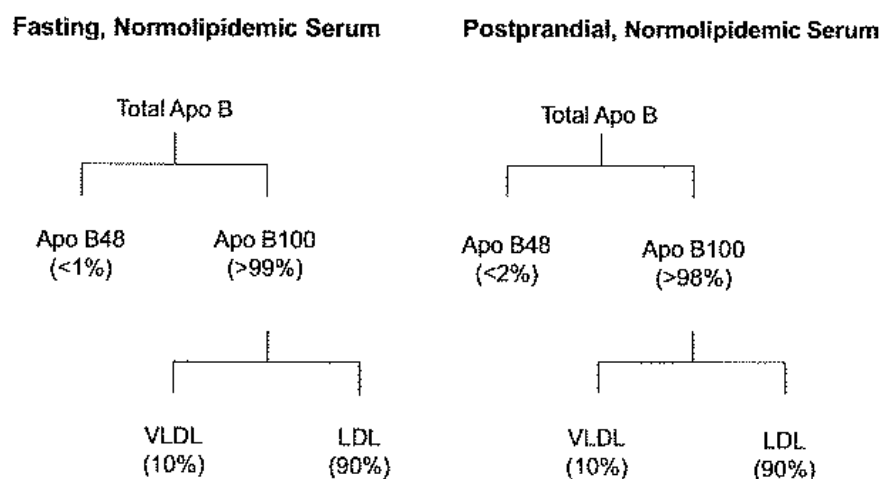 Fasting, Normolipidemic Serum
Total Apo B
Apo B48
(<1%)
Apo B100
(>99%)
VLDL
(10%)
LDL
(90%)
Postprandial, Normolipidemic Serum
Total Apo B
Apo B48
(<2%)
Apo B100
(>98%)
VLDL
(10%)
LDL
(90%)